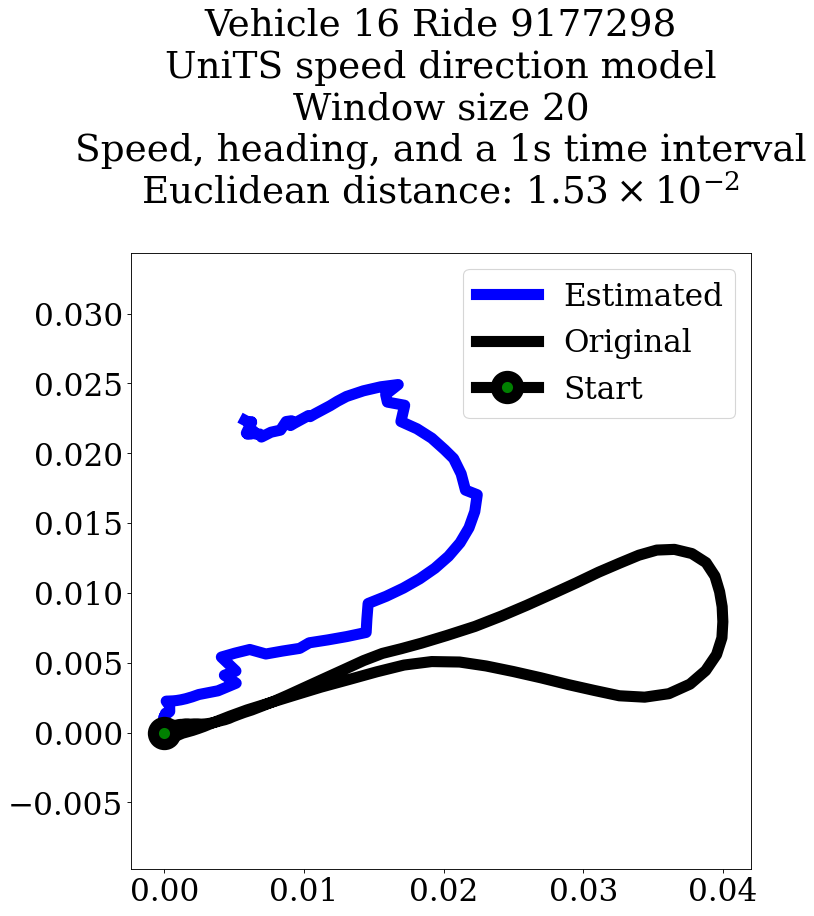 Vehicle 16 Ride 9177298
UniTS speed direction model
Window size 20
Speed, heading, and a 1s time interval
Euclidean distance: 1.53 × 10⁻²
Estimated
Original
Start
0.030
0.025
0.020
0.015
0.010
0.005
0.000
−0.005
0.00 0.01 0.02 0.03 0.04